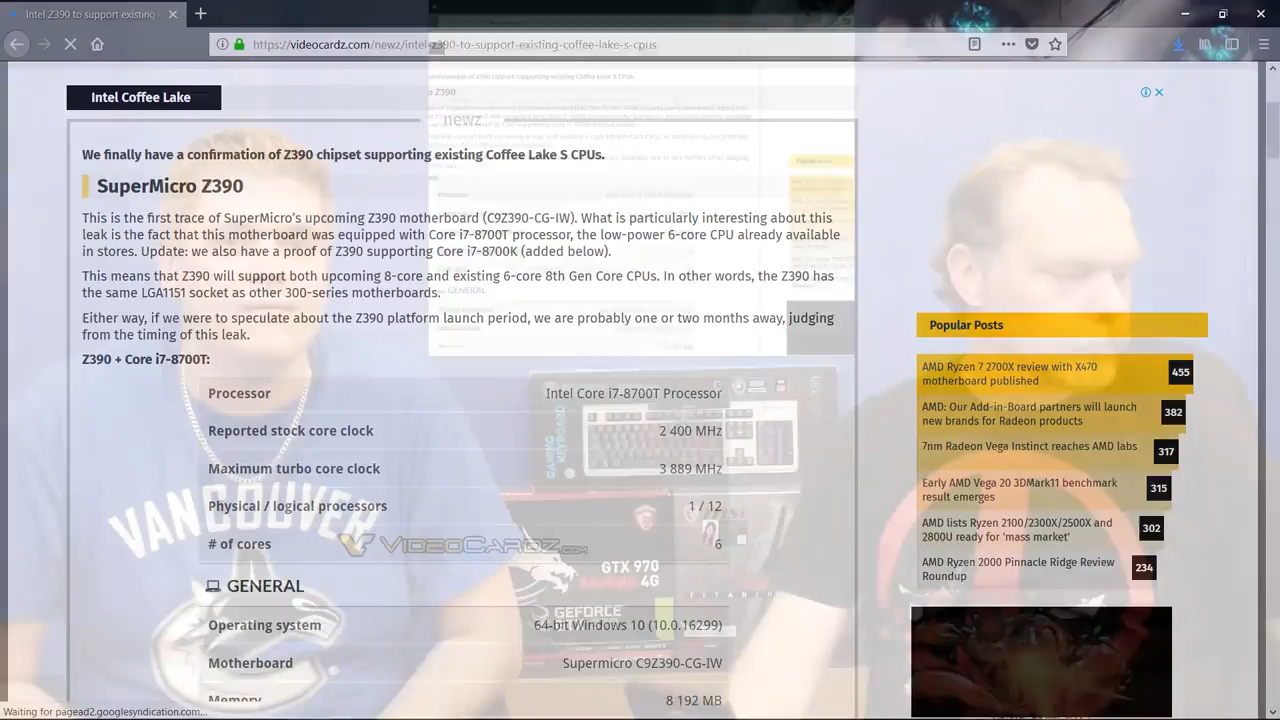 Intel Z390 to support existing
https://videocardz.com/newz/intel-z390-to-support-existing-coffee-lake-s-cpus
Intel Coffee Lake
newz
We finally have a confirmation of Z390 chipset supporting existing Coffee Lake S CPUs.
SuperMicro Z390
This is the first trace of SuperMicro's upcoming Z390 motherboard (C9Z390-CG-IW). What is particularly interesting about this
leak is the fact that this motherboard was equipped with Core i7-8700T processor, the low-power 6-core CPU already available
in stores. Update: we also have a proof of Z390 supporting Core i7-8700K (added below).
This means that Z390 will support both upcoming 8-core and existing 6-core 8th Gen Core CPUs. In other words, the Z390 has
the same LGA1151 socket as other 300-series motherboards.
Either way, if we were to speculate about the Z390 platform launch period, we are probably one or two months away, judging
from the timing of this leak.
Z390 + Core i7-8700T:
Processor Intel Core i7-8700T Processor
Reported stock core clock 2 400 MHz
Maximum turbo core clock 3 889 MHz
Physical / logical processors 1 / 12
# of cores 6
VIDEOCARDZ.COM
GENERAL
Operating system 64-bit Windows 10 (10.0.16299)
Motherboard Supermicro C9Z390-CG-IW
Memory 8 192 MB
Popular Posts
AMD Ryzen 7 2700X review with X470
motherboard published
455
AMD: Our Add-in-Board partners will launch
new brands for Radeon products
382
7nm Radeon Vega Instinct reaches AMD labs
317
Early AMD Vega 20 3DMark11 benchmark
result emerges
315
AMD lists Ryzen 2100/2300X/2500X and
2800U ready for 'mass market'
302
AMD Ryzen 2000 Pinnacle Ridge Review
Roundup
234
GTX 970
GAMING
4G
GEFORCE
Waiting for pagead2.googlesyndication.com...